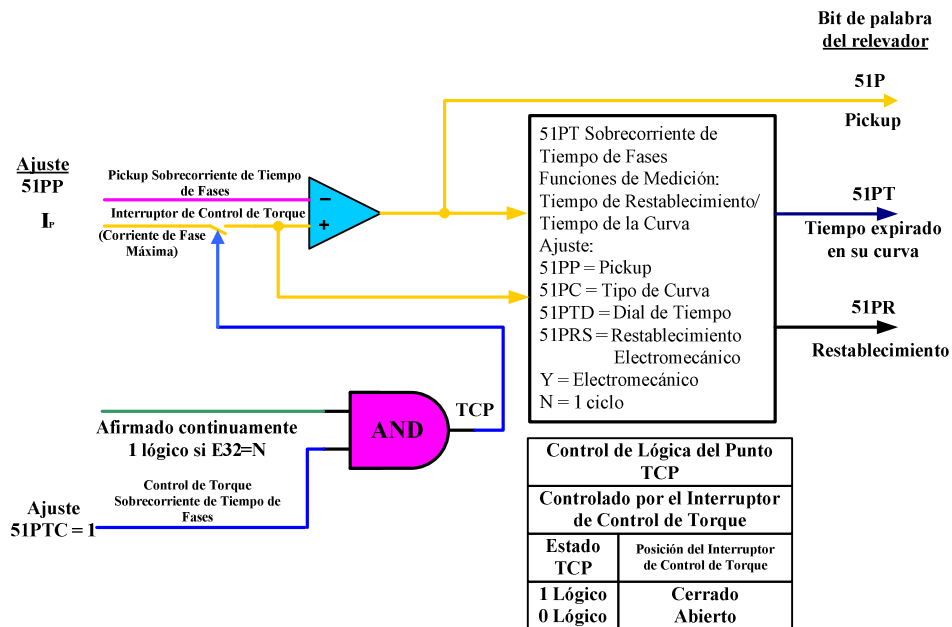 Bit de palabra
del relevador
51P
Pickup
Ajuste
51PP
IP
Pickup Sobrecorriente de Tiempo
de Fases
Interruptor de Control de Torque
(Corriente de Fase
Máxima)
−
+
51PT Sobrecorriente de
Tiempo de Fases
Funciones de Medición:
Tiempo de Restablecimiento/
Tiempo de la Curva
Ajuste:
51PP = Pickup
51PC = Tipo de Curva
51PTD = Dial de Tiempo
51PRS = Restablecimiento
Electromecánico
Y = Electromecánico
N = 1 ciclo
51PT
Tiempo expirado
en su curva
51PR
Restablecimiento
Afirmado continuamente
1 lógico si E32=N
AND
TCP
Ajuste
51PTC = 1
Control de Torque
Sobrecorriente de Tiempo de
Fases
Control de Lógica del Punto
TCP
Controlado por el Interruptor
de Control de Torque
Estado
TCP
Posición del Interruptor
de Control de Torque
1 Lógico Cerrado
0 Lógico Abierto